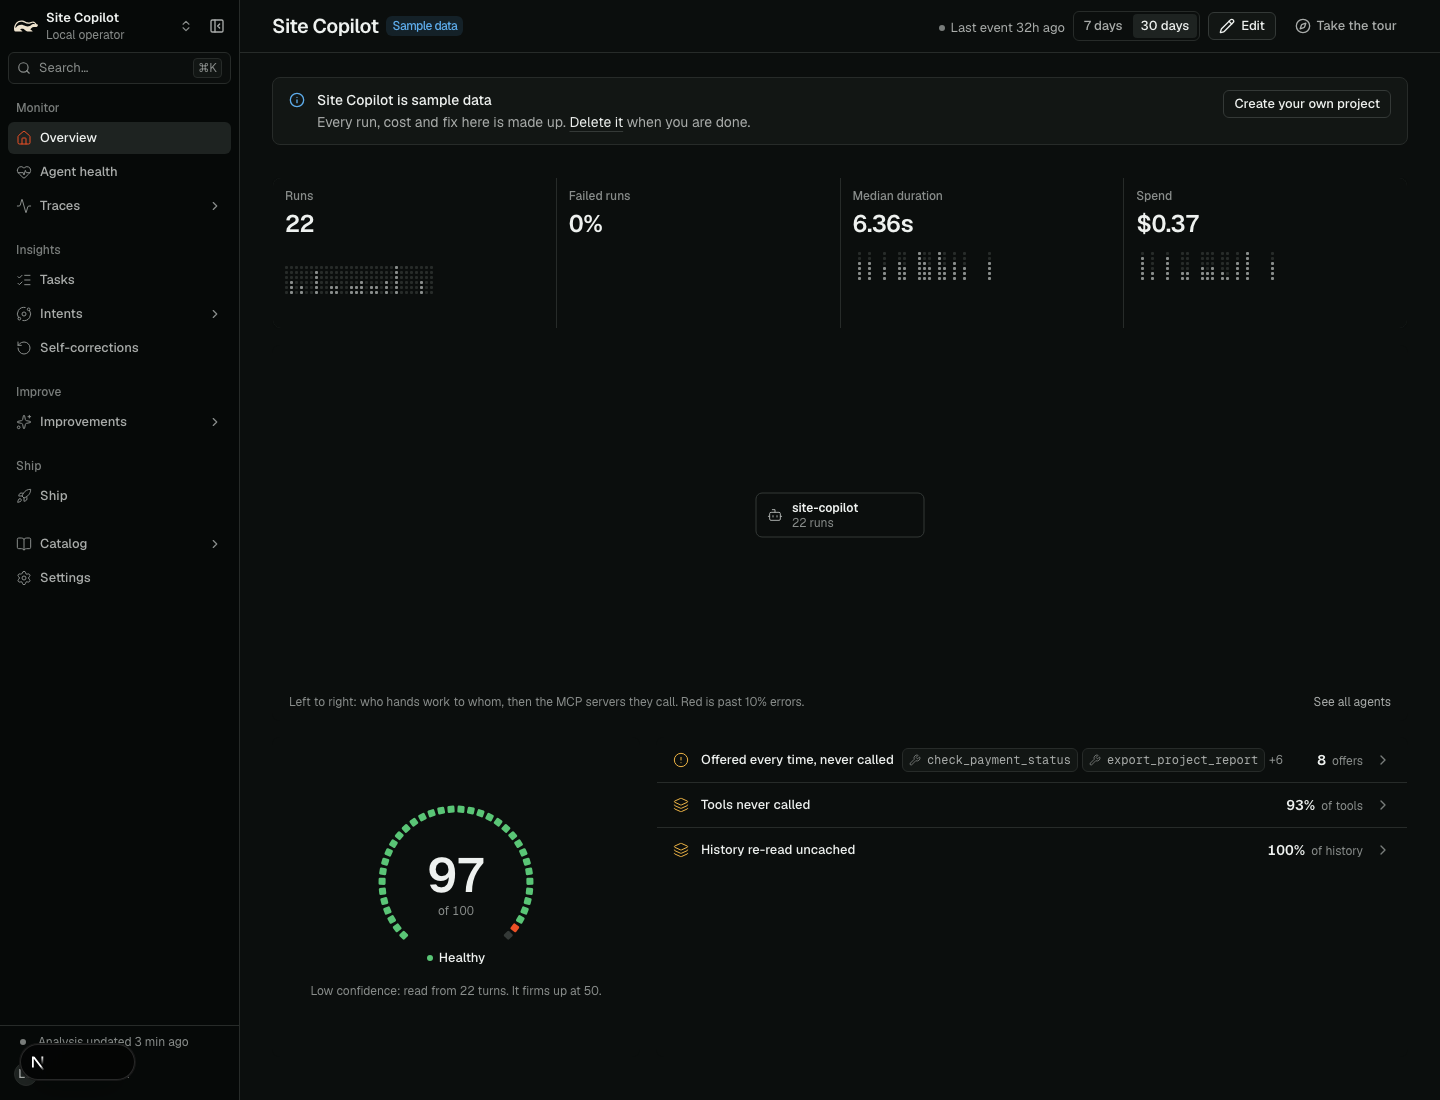 Site Copilot
Local operator
Search...
⌘K
Monitor
Overview
Agent health
Traces
Insights
Tasks
Intents
Self-corrections
Improve
Improvements
Ship
Ship
Catalog
Settings
Analysis updated 3 min ago
Site Copilot Sample data
Last event 32h ago
7 days
30 days
Edit
Take the tour
Site Copilot is sample data
Every run, cost and fix here is made up. Delete it when you are done.
Create your own project
Runs
22
Failed runs
0%
Median duration
6.36s
Spend
$0.37
site-copilot
22 runs
Left to right: who hands work to whom, then the MCP servers they call. Red is past 10% errors.
See all agents
97
of 100
Healthy
Low confidence: read from 22 turns. It firms up at 50.
Offered every time, never called check_payment_status export_project_report +6 8 offers
Tools never called 93% of tools
History re-read uncached 100% of history